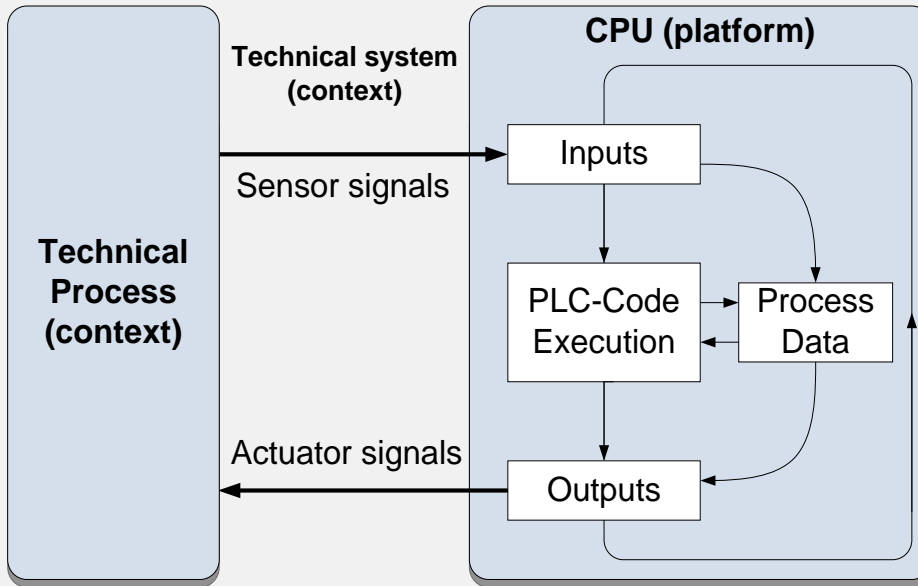 CPU (platform)
Technical system
(context)
Inputs
Sensor signals
Technical
Process
(context)
PLC-Code
Execution
Process
Data
Actuator signals
Outputs